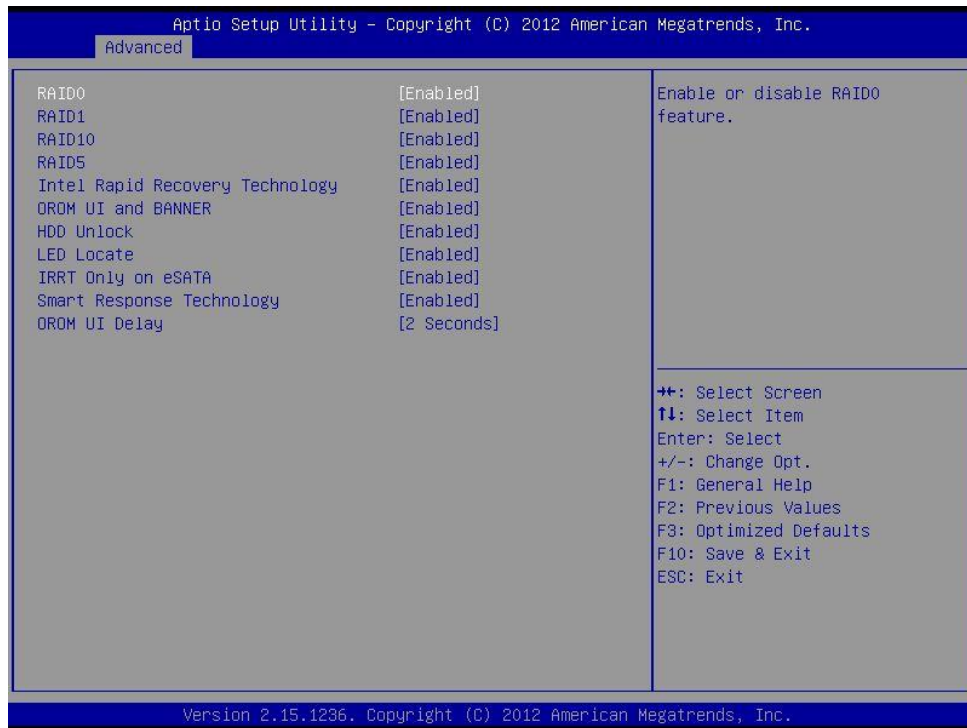 Aptio Setup Utility – Copyright (C) 2012 American Megatrends, Inc.
Advanced
RAID0 [Enabled]
RAID1 [Enabled]
RAID10 [Enabled]
RAID5 [Enabled]
Intel Rapid Recovery Technology [Enabled]
OROM UI and BANNER [Enabled]
HDD Unlock [Enabled]
LED Locate [Enabled]
IRRT Only on eSATA [Enabled]
Smart Response Technology [Enabled]
OROM UI Delay [2 Seconds]
Enable or disable RAID0
feature.
→←: Select Screen
↑↓: Select Item
Enter: Select
+/-: Change Opt.
F1: General Help
F2: Previous Values
F3: Optimized Defaults
F10: Save & Exit
ESC: Exit
Version 2.15.1236. Copyright (C) 2012 American Megatrends, Inc.